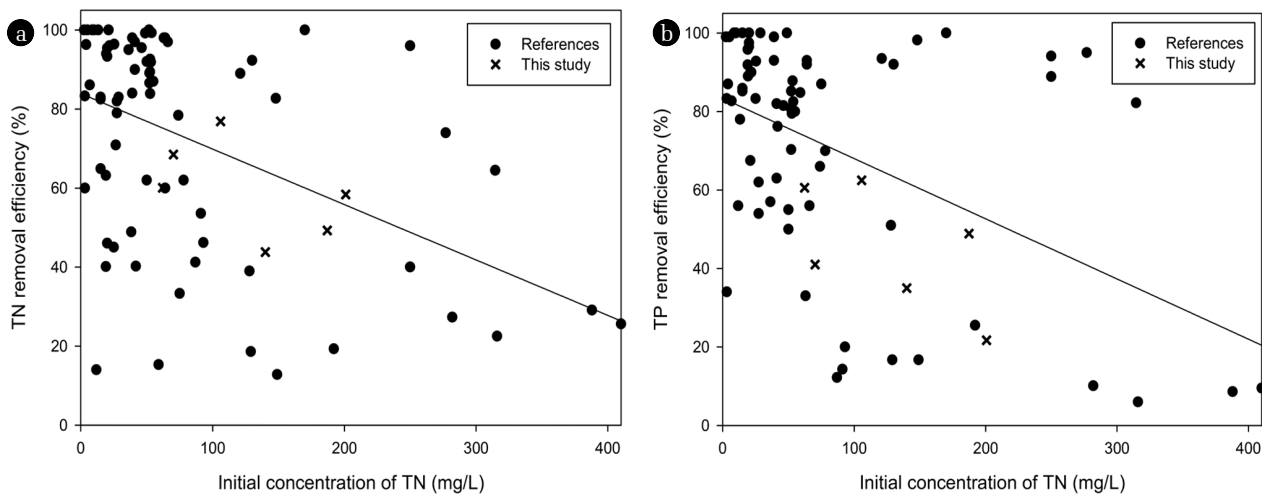 a
TN removal efficiency (%)
100
80
60
40
20
0
References
This study
0 100 200 300 400
Initial concentration of TN (mg/L)
b
TP removal efficiency (%)
100
80
60
40
20
0
References
This study
0 100 200 300 400
Initial concentration of TN (mg/L)